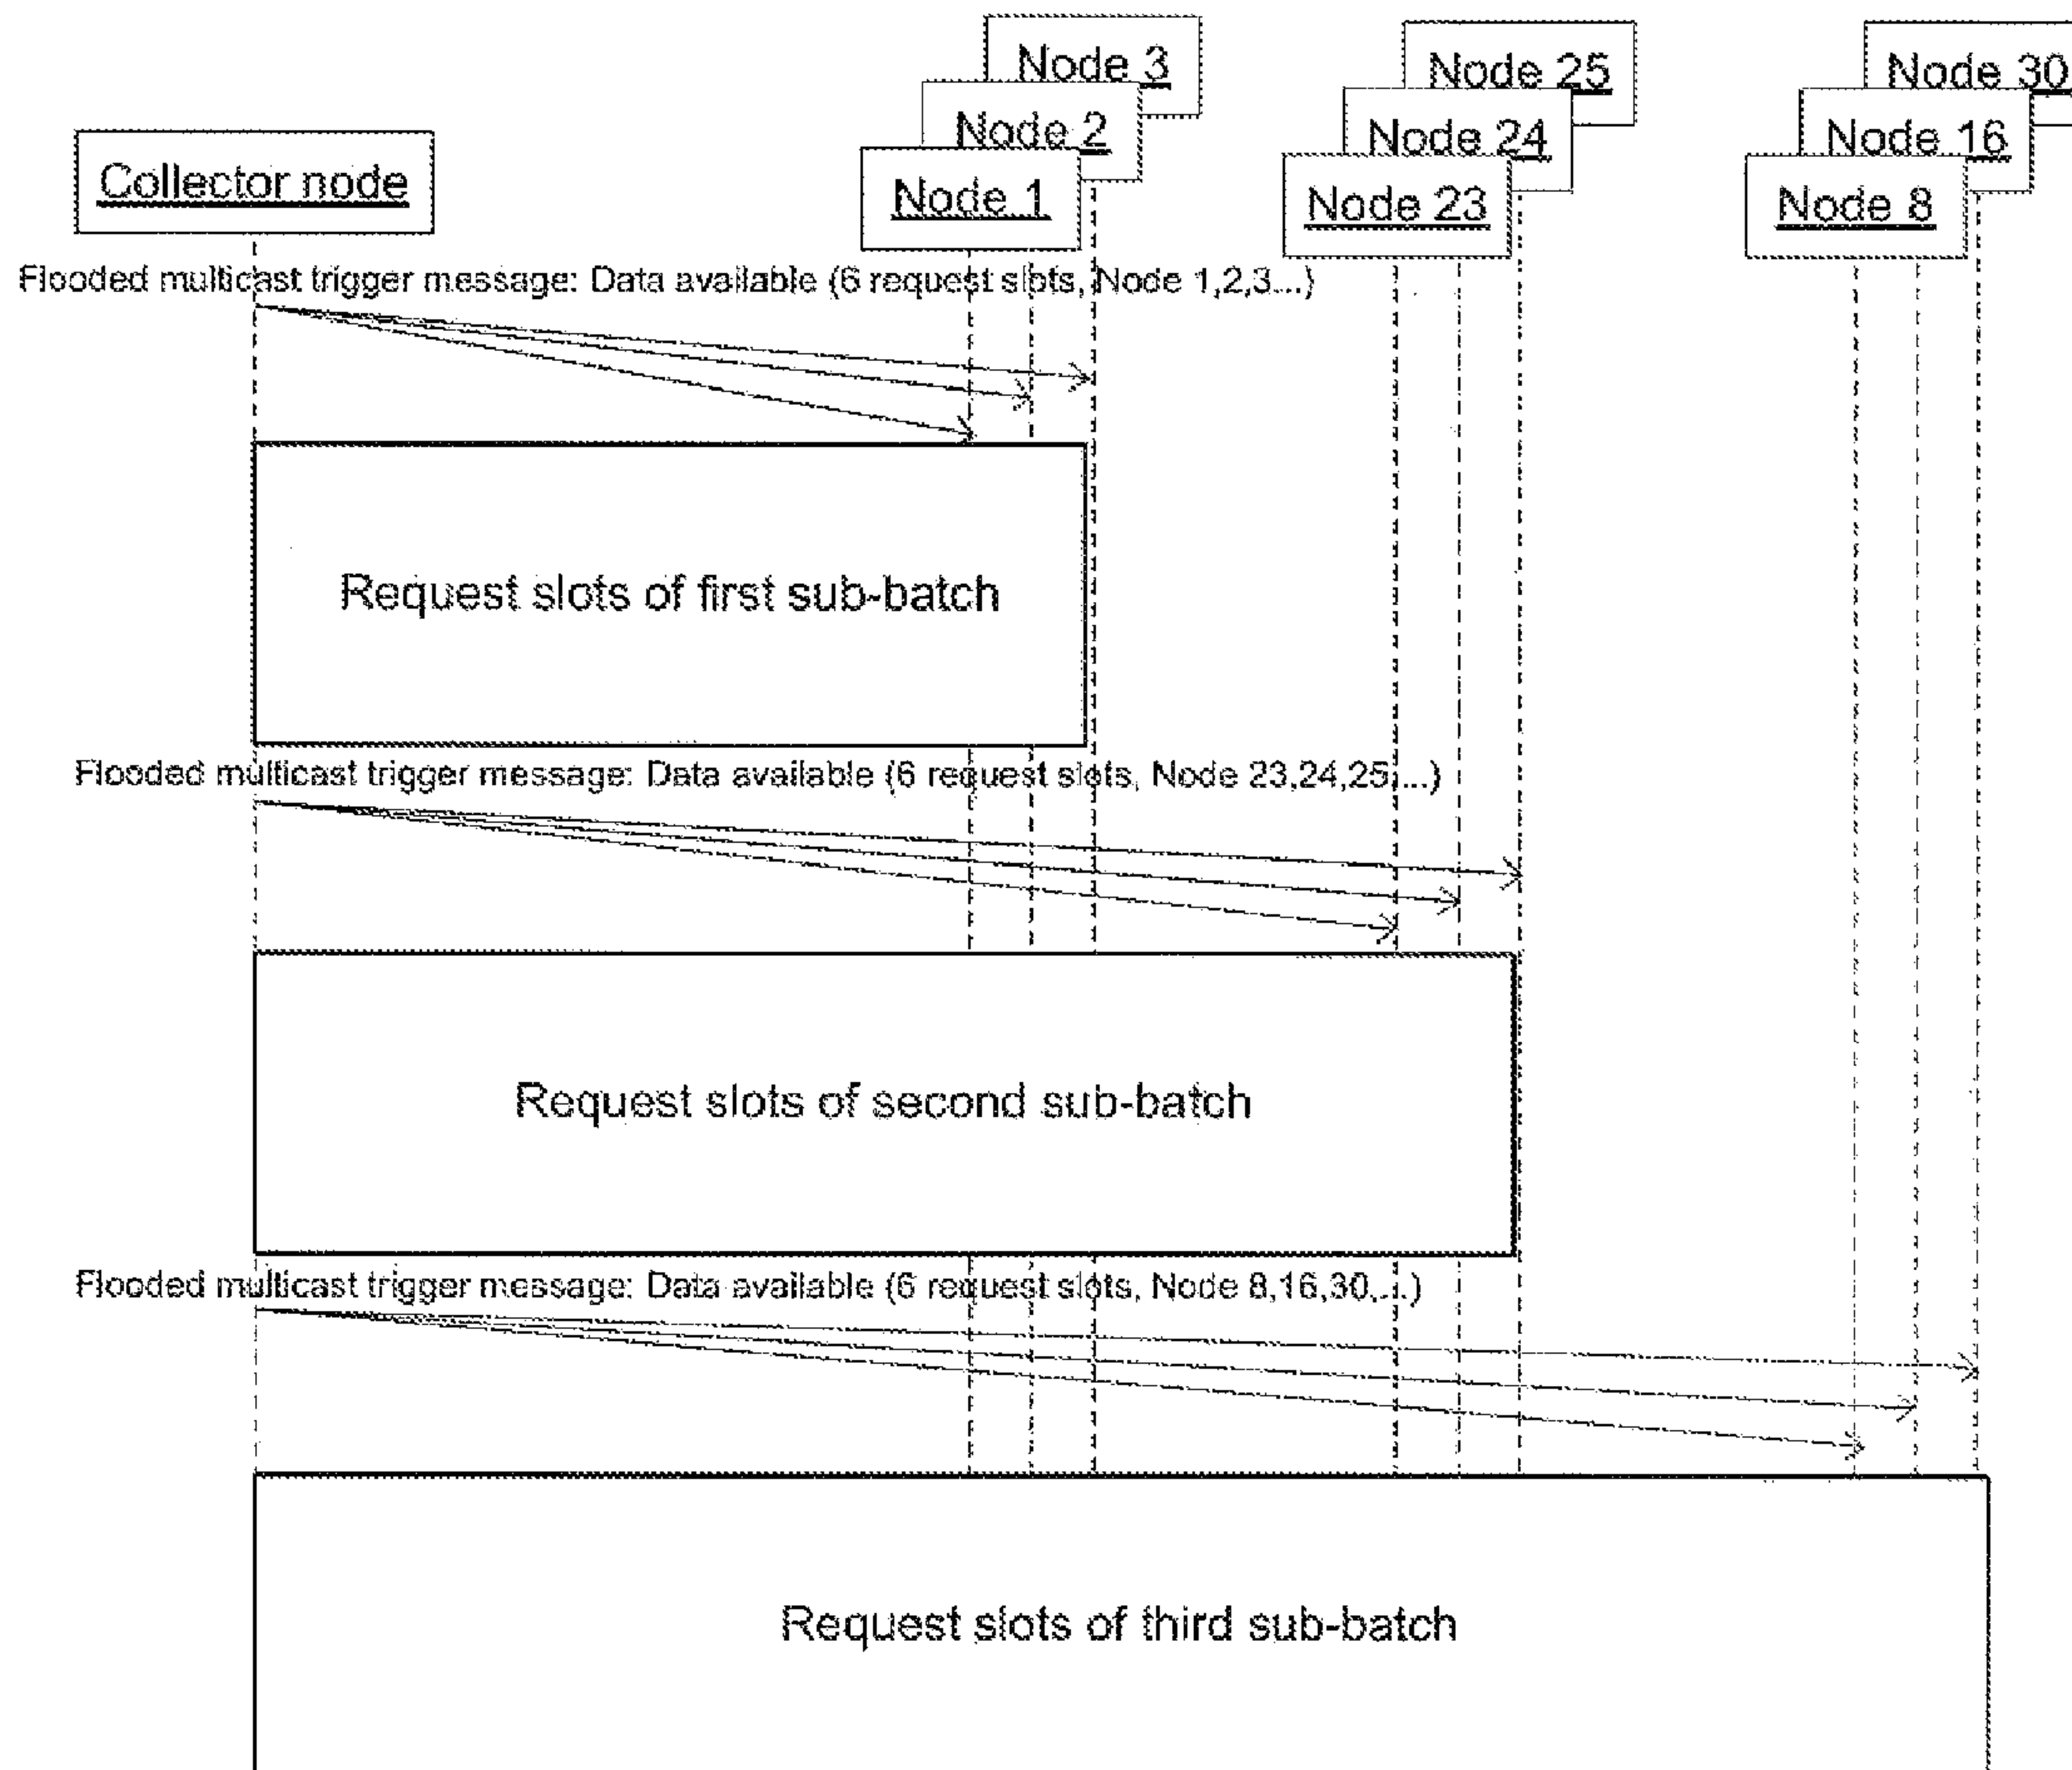 Node 3
Node 25
Node 30
Node 2
Node 24
Node 16
Collector node
Node 1
Node 23
Node 8
Flooded multicast trigger message: Data available (6 request slots, Node 1,2,3...)
Request slots of first sub-batch
Flooded multicast trigger message: Data available (6 request slots, Node 23,24,25,...)
Request slots of second sub-batch
Flooded multicast trigger message: Data available (6 request slots, Node 8,16,30,...)
Request slots of third sub-batch